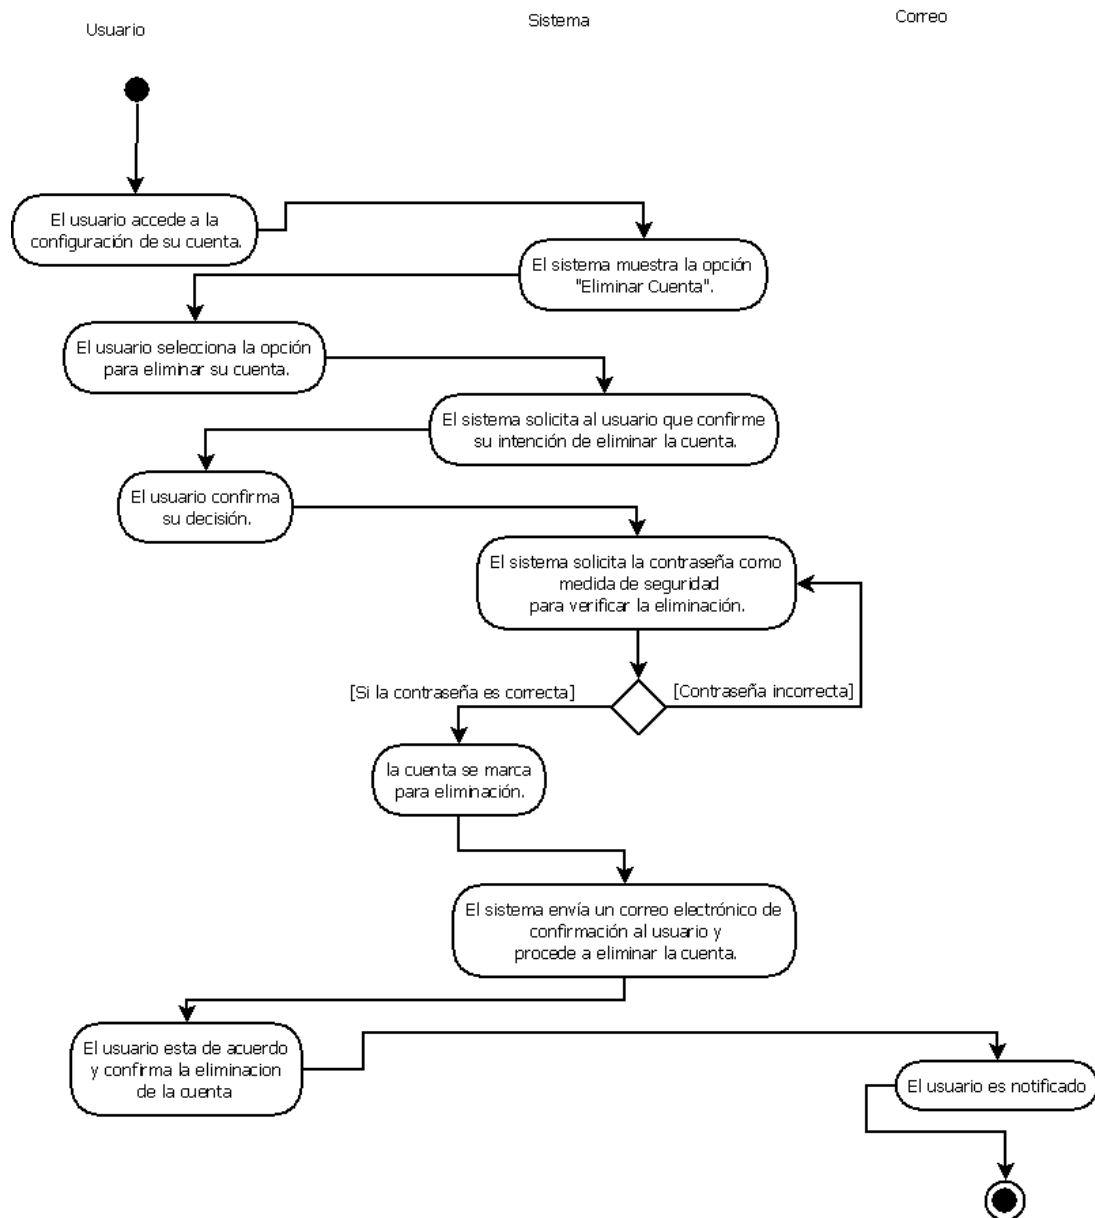 Usuario
Sistema
Correo
El usuario accede a la
configuración de su cuenta.
El sistema muestra la opción
"Eliminar Cuenta".
El usuario selecciona la opción
para eliminar su cuenta.
El sistema solicita al usuario que confirme
su intención de eliminar la cuenta.
El usuario confirma
su decisión.
El sistema solicita la contraseña como
medida de seguridad
para verificar la eliminación.
[Si la contraseña es correcta]
[Contraseña incorrecta]
la cuenta se marca
para eliminación.
El sistema envía un correo electrónico de
confirmación al usuario y
procede a eliminar la cuenta.
El usuario esta de acuerdo
y confirma la eliminacion
de la cuenta
El usuario es notificado